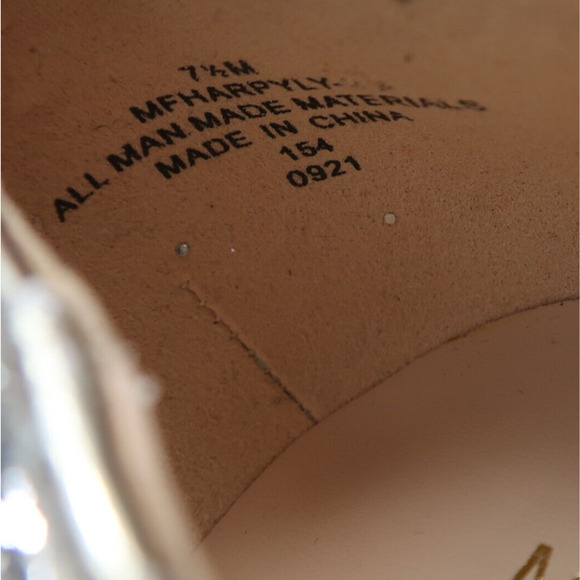 7½M
MFHARPYLY-
ALL MAN MADE MATERIALS
MADE IN CHINA
154
0921